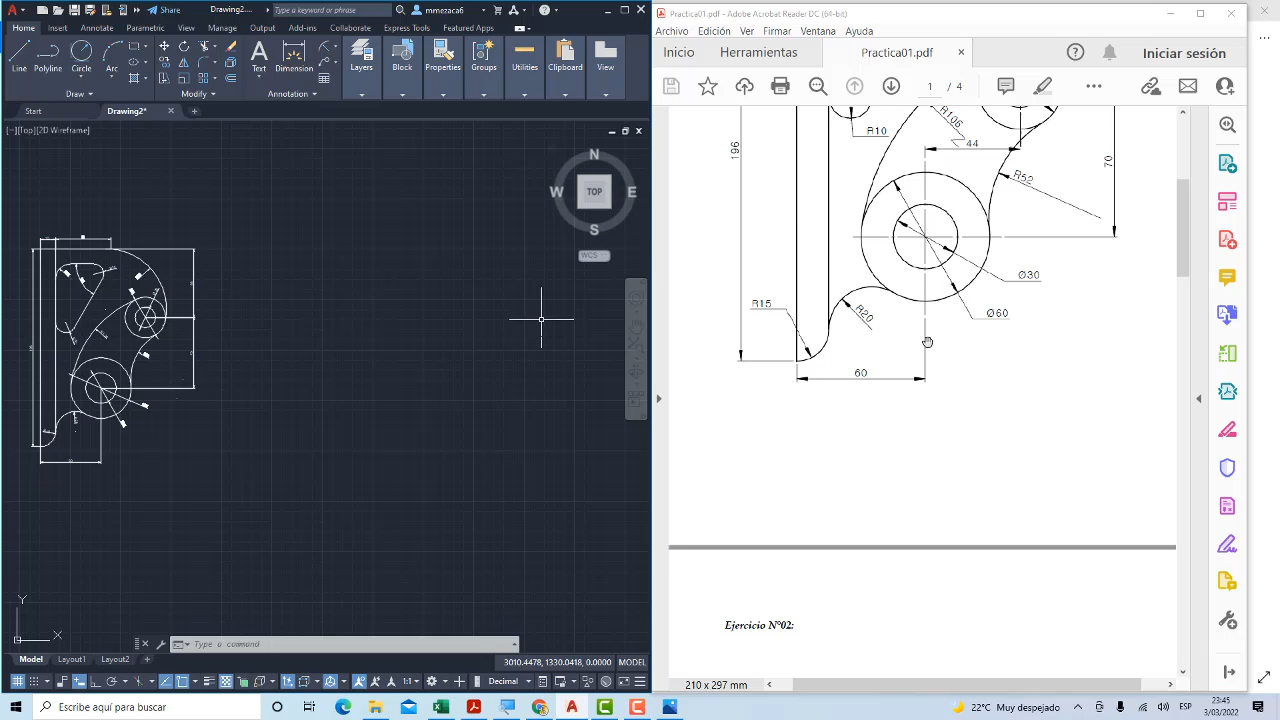 Share
Drawing2....
Type a keyword or phrase
mmezaca6
Home
Insert
Annotate
Parametric
View
Manage
Output
Add-ins
Collaborate
Express Tools
Featured Apps
Line
Polyline
Circle
Arc
Text
Dimension
Layers
Block
Properties
Groups
Utilities
Clipboard
View
Draw
Modify
Annotation
Start
Drawing2*
[−][Top][2D Wireframe]
N
W
TOP
E
S
WCS
Y
X
Type a command
Model
Layout1
Layout2
3010.4478, 1330.0418, 0.0000
MODEL
1:1
Decimal
Practica01.pdf - Adobe Acrobat Reader DC (64-bit)
Archivo
Edición
Ver
Firmar
Ventana
Ayuda
Inicio
Herramientas
Practica01.pdf
Iniciar sesión
1 / 4
196
R10
R106
44
70
R52
Ø30
Ø60
R15
R20
60
Ejercicio N°02:
210 x 297 mm
Escribe aquí para buscar
22°C Muy despejado
ESP
23:45
3/03/2022